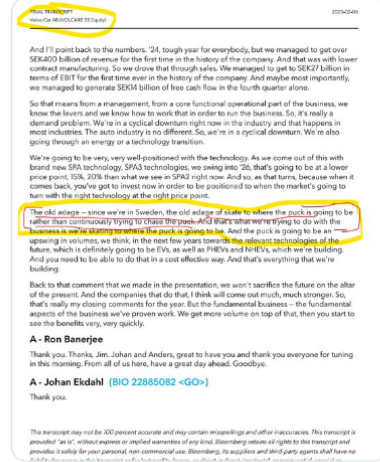 FINAL TRANSCRIPT
2025-02-06
Volvo Car AB (VOLCARB SS Equity)
And I'll point back to the numbers. '24, tough year for everybody, but we managed to get over
SEK400 billion of revenue for the first time in the history of the company. And that was with lower
contract manufacturing. So we drove that through sales. We managed to get to SEK27 billion in
terms of EBIT for the first time ever in the history of the company. And maybe most importantly,
we managed to generate SEK14 billion of free cash flow in the fourth quarter alone.
So that means from a management, from a core functional operational part of the business, we
know the levers and we know how to work that in order to run the business. So, it's really a
demand problem. We're in a cyclical downturn right now in the industry and that happens in
most industries. The auto industry is no different. So, we're in a cyclical downturn. We're also
going through an energy or a technology transition.
We're going to be very, very well-positioned with the technology. As we come out of this with
brand new SPA technology, SPA3 technologies, we swing into '26, that's going to be at a lower
price point, 15%, 20% than what we see in SPA2 right now. And so, as that turns, because when it
comes back, you've got to invest now in order to be positioned to when the market's going to
turn with the right technology at the right price point.
The old adage -- since we're in Sweden, the old adage of skate to where the puck is going to be
rather than continuously trying to chase the puck. And that's what we're trying to do with the
business is we're skating to where the puck is going to be. And the puck is going to be an
upswing in volumes, we think, in the next few years towards the relevant technologies of the
future, which is definitely going to be EVs, as well as PHEVs and NHEVs, which we're building.
And you need to be able to do that in a cost effective way. And that's everything that we're
building.
Back to that comment that we made in the presentation, we won't sacrifice the future on the altar
of the present. And the companies that do that, I think will come out much, much stronger. So,
that's really my closing comments for the year. But the fundamental business -- the fundamental
aspects of the business we've proven work. We get more volume on top of that, then you start to
see the benefits very, very quickly.
A - Ron Banerjee
Thank you. Thanks, Jim. Johan and Anders, great to have you and thank you everyone for tuning
in this morning. From all of us here, have a great day ahead. Goodbye.
A - Johan Ekdahl (BIO 22885082 <GO>)
Thank you.
This transcript may not be 100 percent accurate and may contain misspellings and other inaccuracies. This transcript is
provided "as is", without express or implied warranties of any kind. Bloomberg retains all rights to this transcript and
provides it solely for your personal, non-commercial use. Bloomberg, its suppliers and third-party agents shall have no